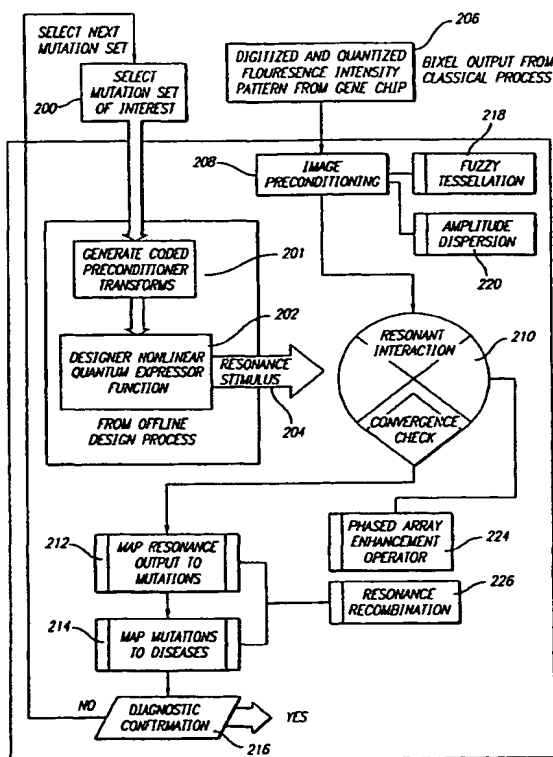 SELECT NEXT
MUTATION SET
200
SELECT
MUTATION SET
OF INTEREST
206
DIGITIZED AND QUANTIZED
FLOURESENCE INTENSITY
PATTERN FROM GENE CHIP
BIXEL OUTPUT FROM
CLASSICAL PROCESS
208
IMAGE
PRECONDITIONING
218
FUZZY
TESSELLATION
AMPLITUDE
DISPERSION
220
GENERATE CODED
PRECONDITIONER
TRANSFORMS
201
202
DESIGNER NONLINEAR
QUANTUM EXPRESSOR
FUNCTION
FROM OFFLINE
DESIGN PROCESS
RESONANCE
STIMULUS
204
RESONANT
INTERACTION
210
CONVERGENCE
CHECK
212
MAP RESONANCE
OUTPUT TO
MUTATIONS
PHASED ARRAY
ENHANCEMENT
OPERATOR
224
226
RESONANCE
RECOMBINATION
214
MAP MUTATIONS
TO DISEASES
NO
DIAGNOSTIC
CONFIRMATION
YES
216